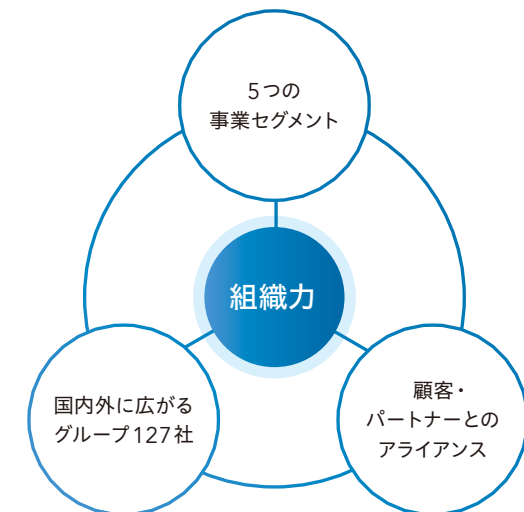 5つの
事業セグメント
組織力
国内外に広がる
グループ127社
顧客・
パートナーとの
アライアンス